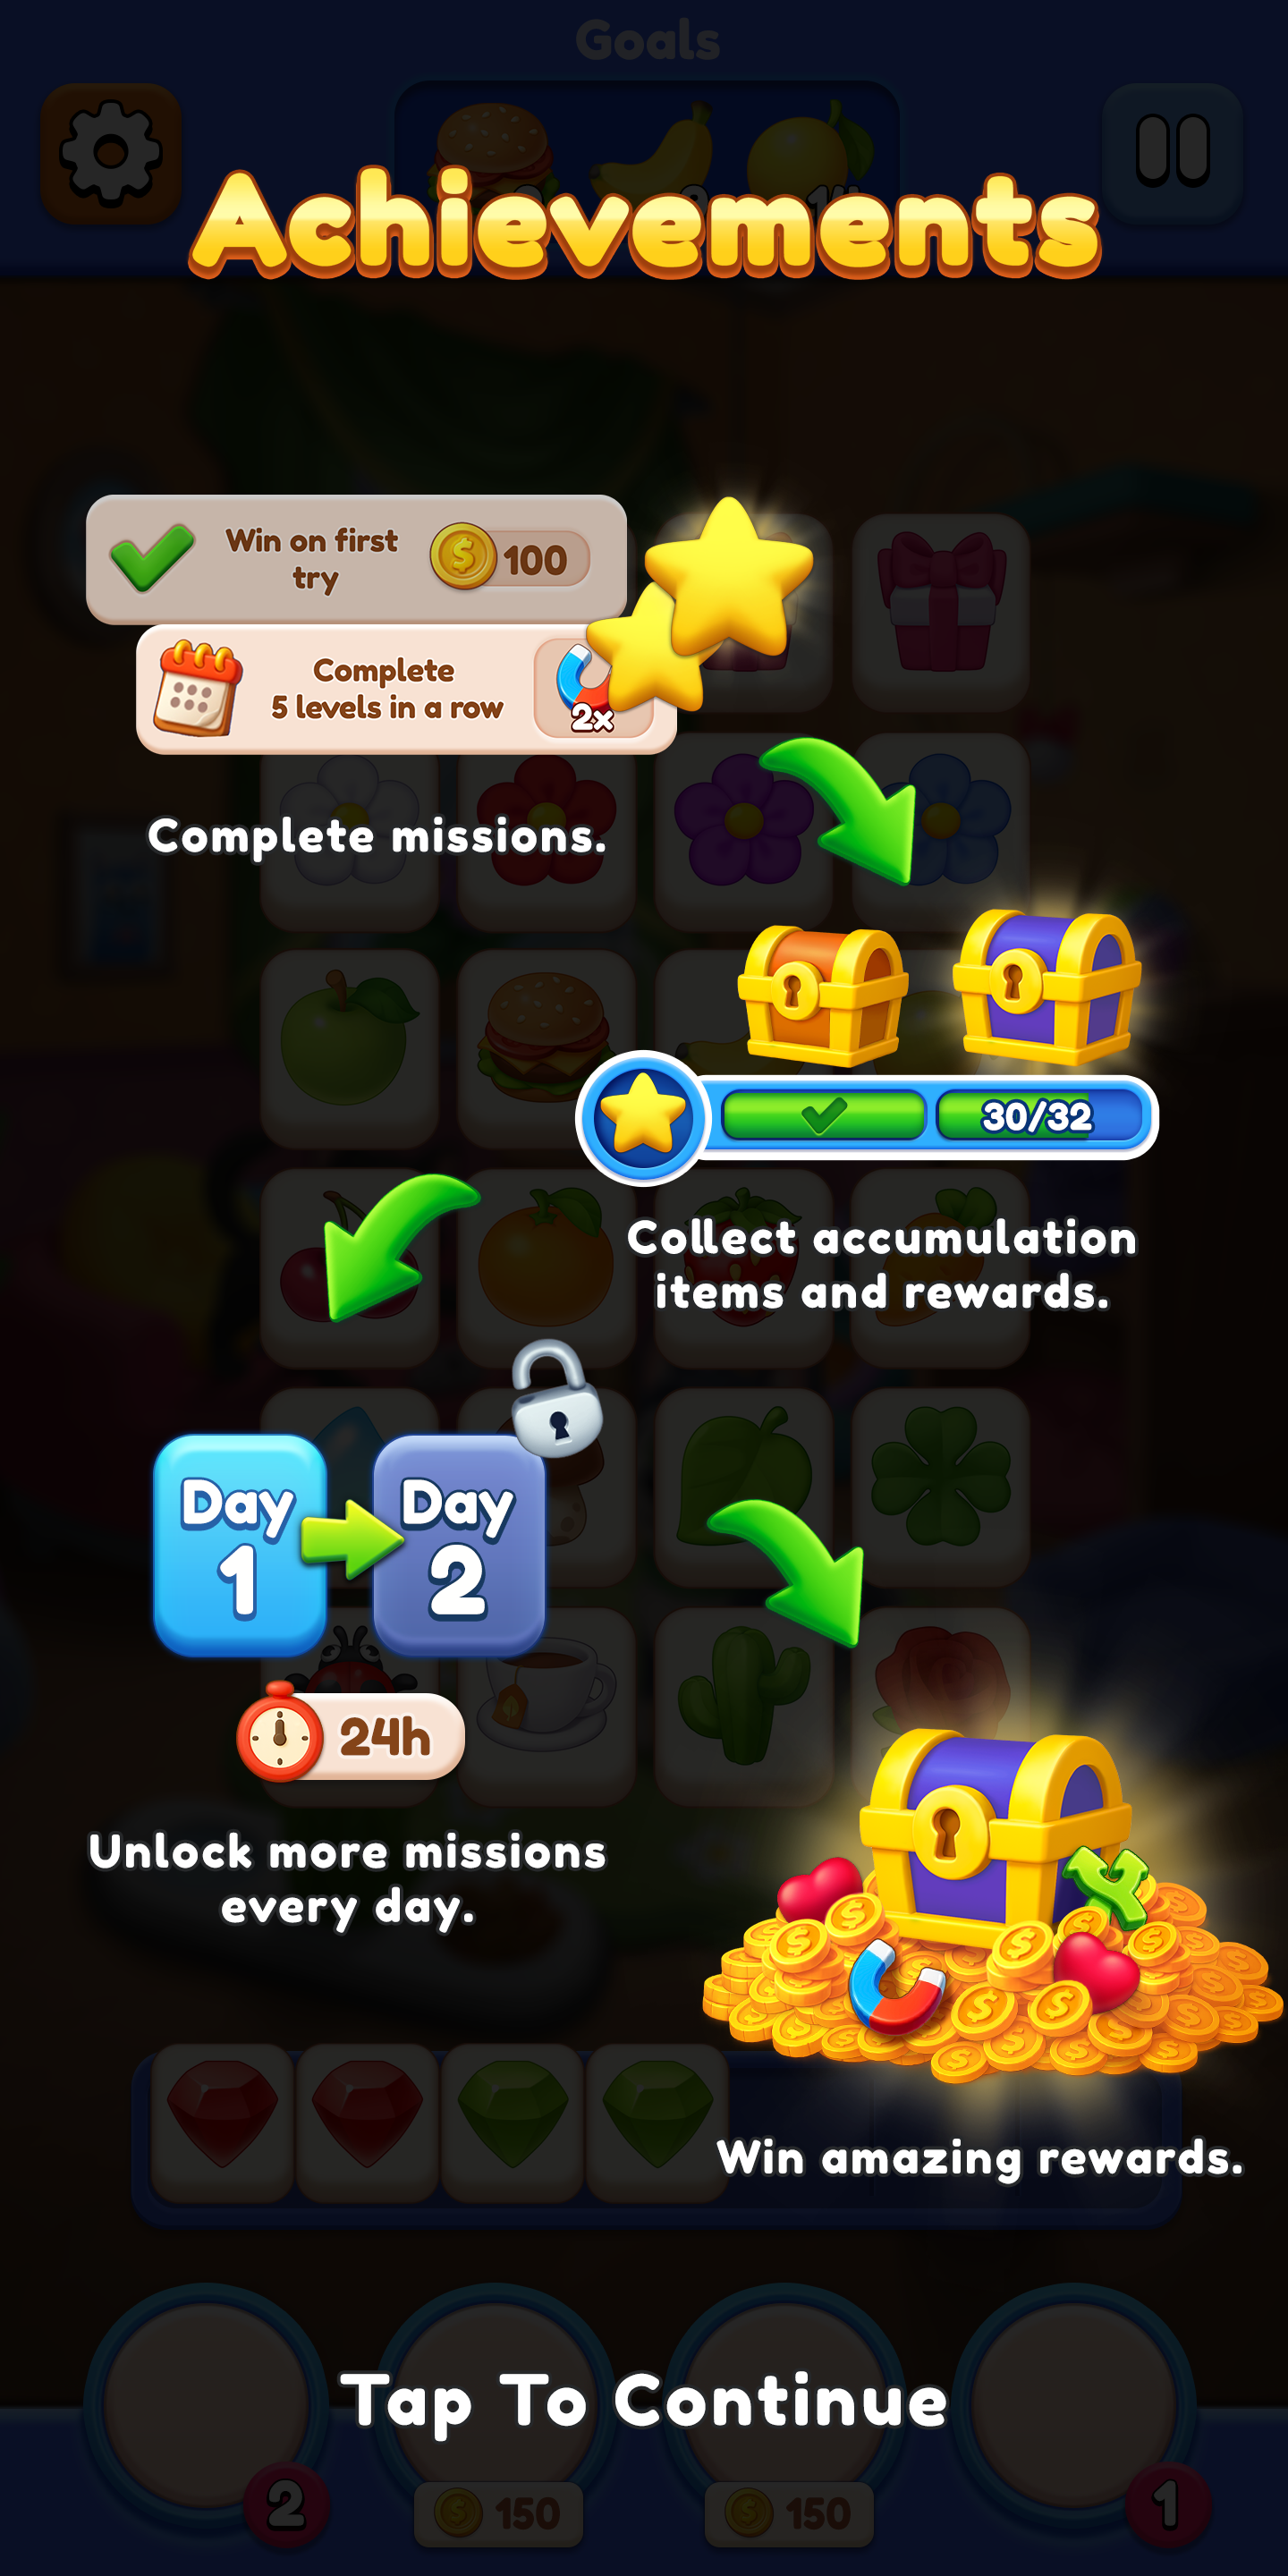 Goals
Achievements
Win on first
try
100
Complete
5 levels in a row
2x
Complete missions.
30/32
Collect accumulation
items and rewards.
Day
1
Day
2
24h
Unlock more missions
every day.
Win amazing rewards.
Tap To Continue
2
150
150
1